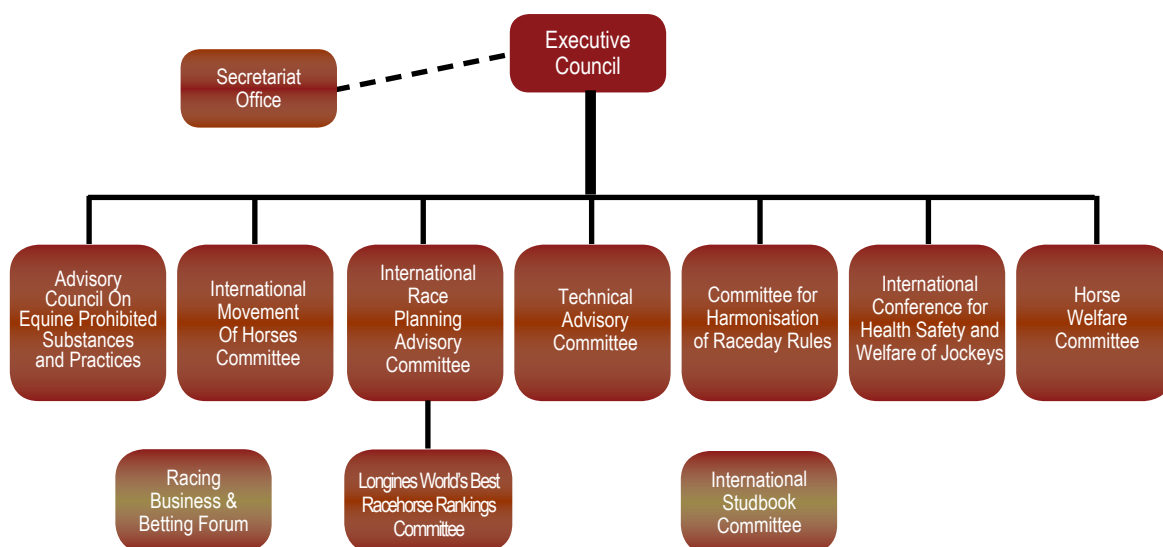 Executive
Council
Secretariat
Office
Advisory
Council On
Equine Prohibited
Substances
and Practices
International
Movement
Of Horses
Committee
International
Race
Planning
Advisory
Committee
Technical
Advisory
Committee
Committee for
Harmonisation
of Raceday Rules
International
Conference for
Health Safety and
Welfare of Jockeys
Horse
Welfare
Committee
Racing
Business &
Betting Forum
Longines World's Best
Racehorse Rankings
Committee
International
Studbook
Committee